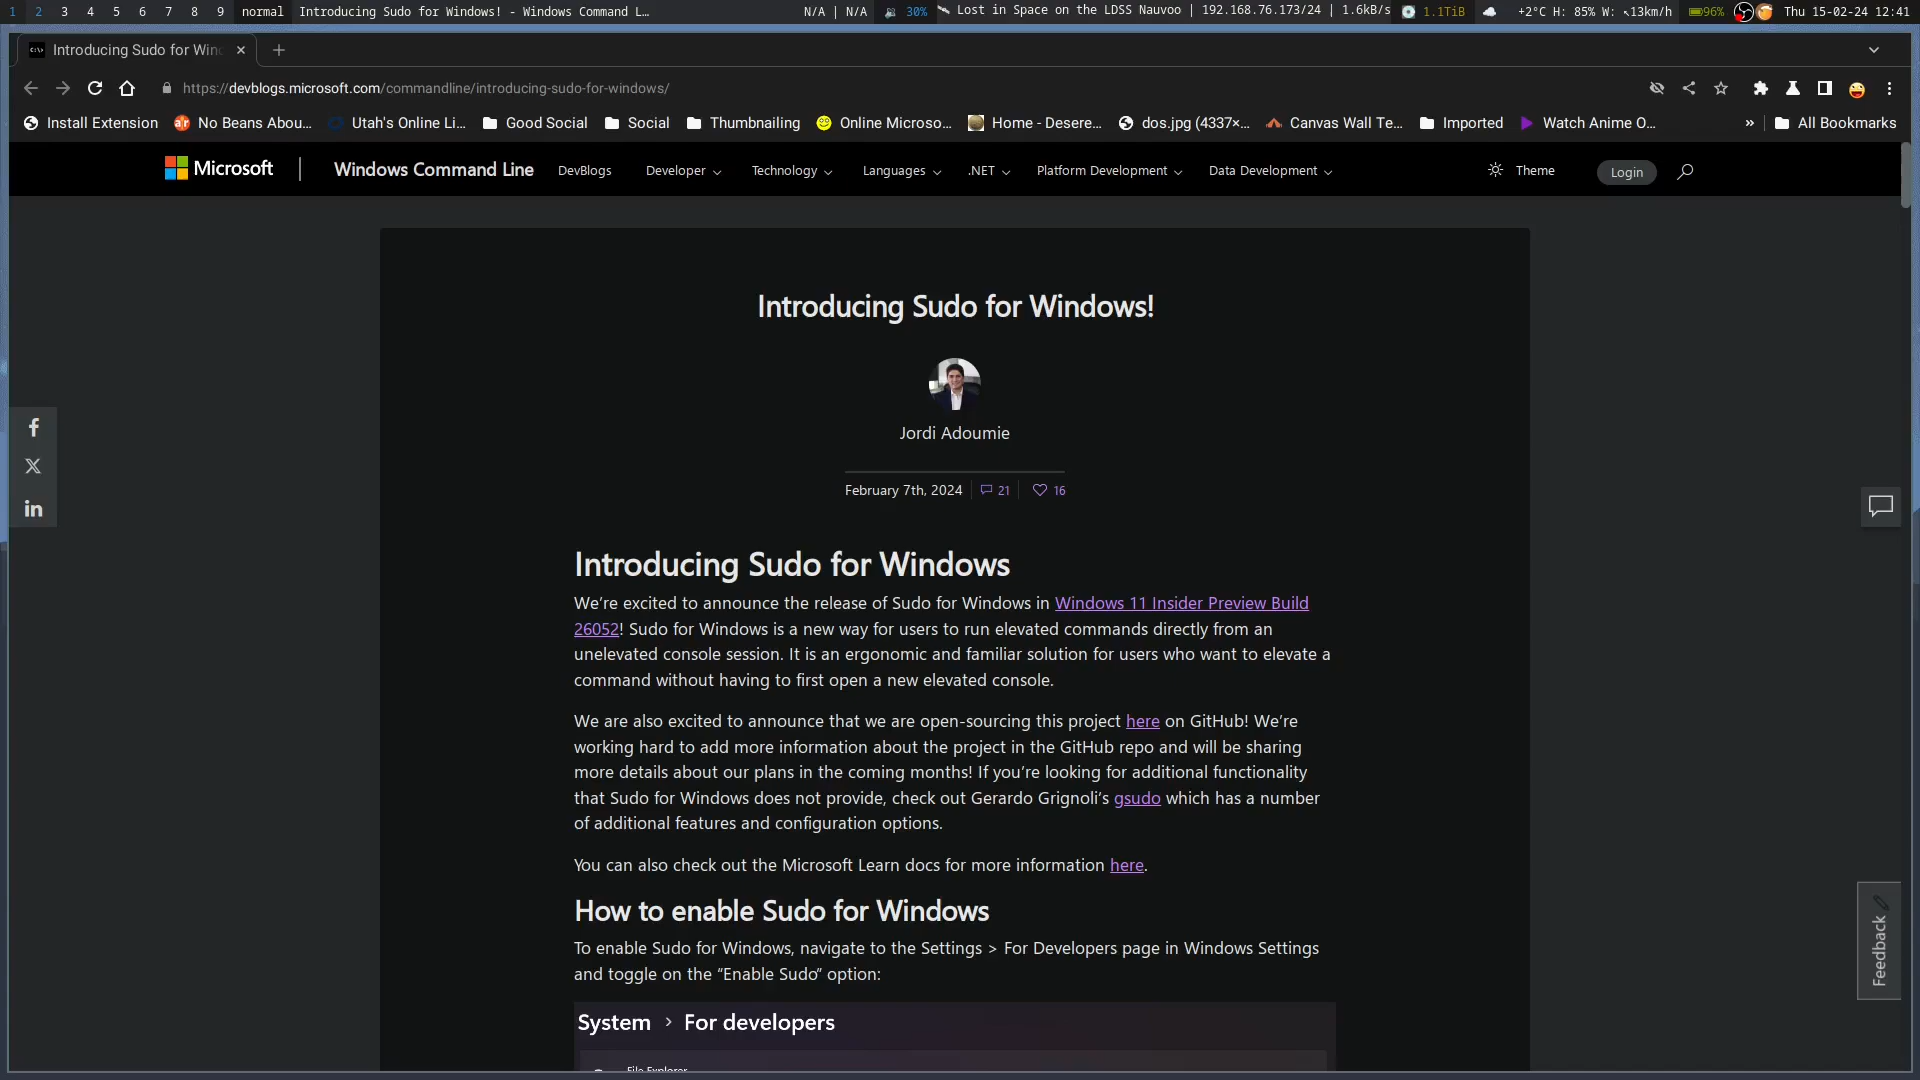 1 2 3 4 5 6 7 8 9 normal Introducing Sudo for Windows! - Windows Command L… N/A | N/A 30% Lost in Space on the LDSS Nauvoo | 192.168.76.173/24 | 1.6kB/s 1.1TiB +2°C H: 85% W: ↖13km/h 96% Thu 15-02-24 12:41
Introducing Sudo for Win
https://devblogs.microsoft.com/commandline/introducing-sudo-for-windows/
Install Extension No Beans Abou... Utah's Online Li... Good Social Social Thumbnailing Online Microso... Home - Desere... dos.jpg (4337×... Canvas Wall Te... Imported Watch Anime O... » All Bookmarks
Microsoft | Windows Command Line DevBlogs Developer Technology Languages .NET Platform Development Data Development Theme Login
Introducing Sudo for Windows!
Jordi Adoumie
February 7th, 2024 21 16
Introducing Sudo for Windows
We’re excited to announce the release of Sudo for Windows in Windows 11 Insider Preview Build
26052! Sudo for Windows is a new way for users to run elevated commands directly from an
unelevated console session. It is an ergonomic and familiar solution for users who want to elevate a
command without having to first open a new elevated console.
We are also excited to announce that we are open-sourcing this project here on GitHub! We’re
working hard to add more information about the project in the GitHub repo and will be sharing
more details about our plans in the coming months! If you’re looking for additional functionality
that Sudo for Windows does not provide, check out Gerardo Grignoli’s gsudo which has a number
of additional features and configuration options.
You can also check out the Microsoft Learn docs for more information here.
How to enable Sudo for Windows
To enable Sudo for Windows, navigate to the Settings > For Developers page in Windows Settings
and toggle on the “Enable Sudo” option:
System > For developers
File Explorer
Feedback